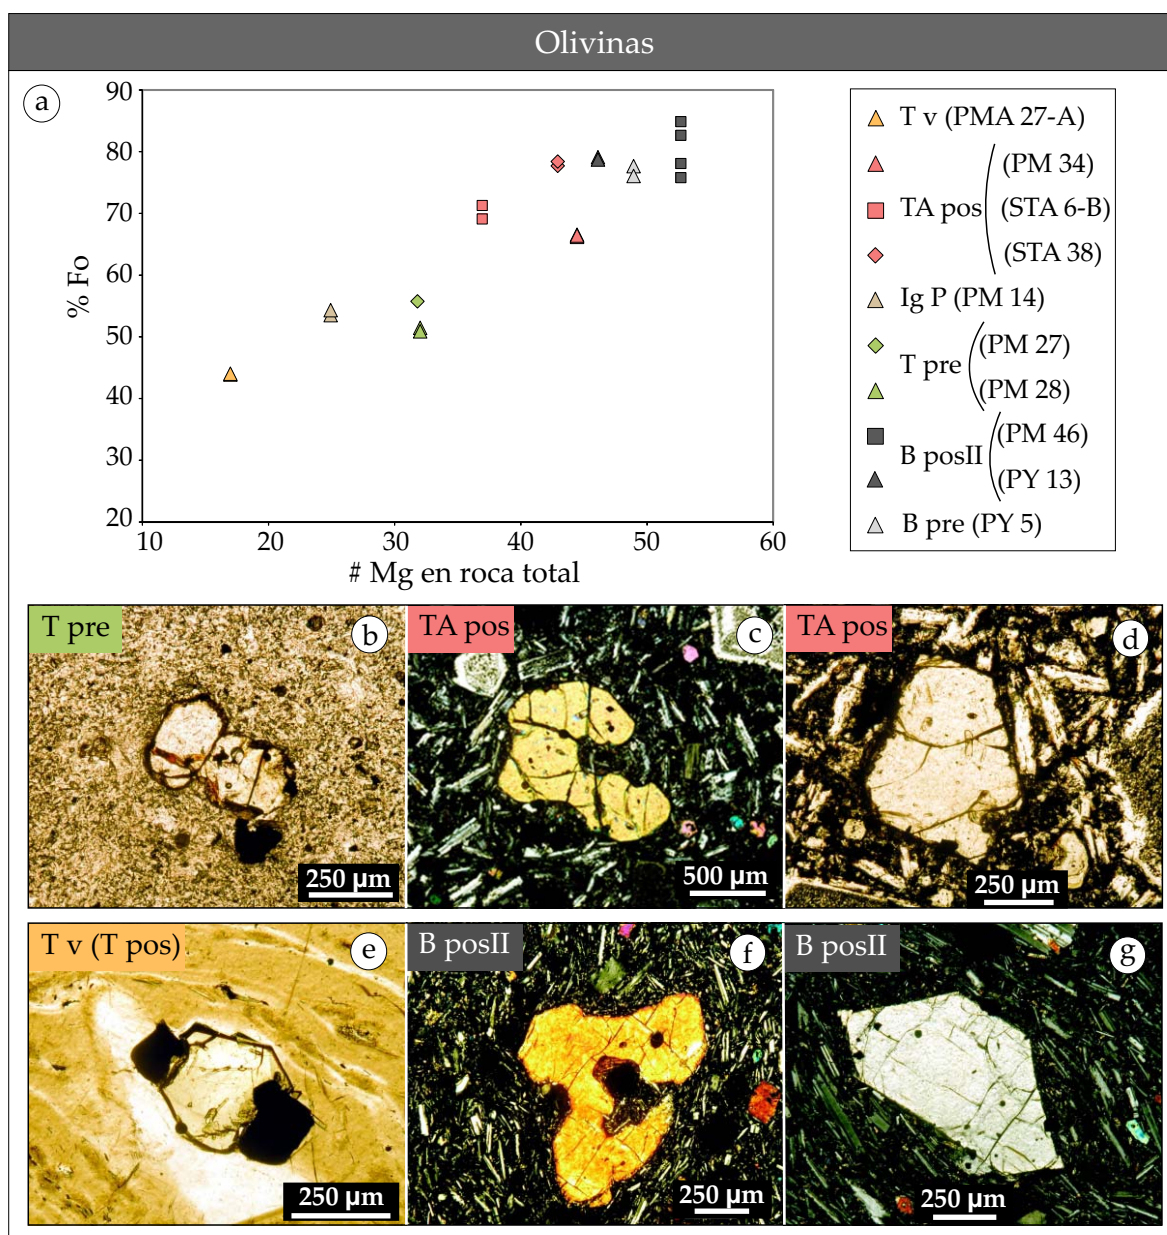 Olivinas
a
90
80
70
60
50
40
30
20
% Fo
10
20
30
40
50
60
# Mg en roca total
T v (PMA 27-A)
(PM 34)
TA pos
(STA 6-B)
(STA 38)
Ig P (PM 14)
(PM 27)
T pre
(PM 28)
(PM 46)
B posII
(PY 13)
B pre (PY 5)
T pre
b
250 µm
TA pos
c
500 µm
TA pos
d
250 µm
T v (T pos)
e
250 µm
B posII
f
250 µm
B posII
g
250 µm